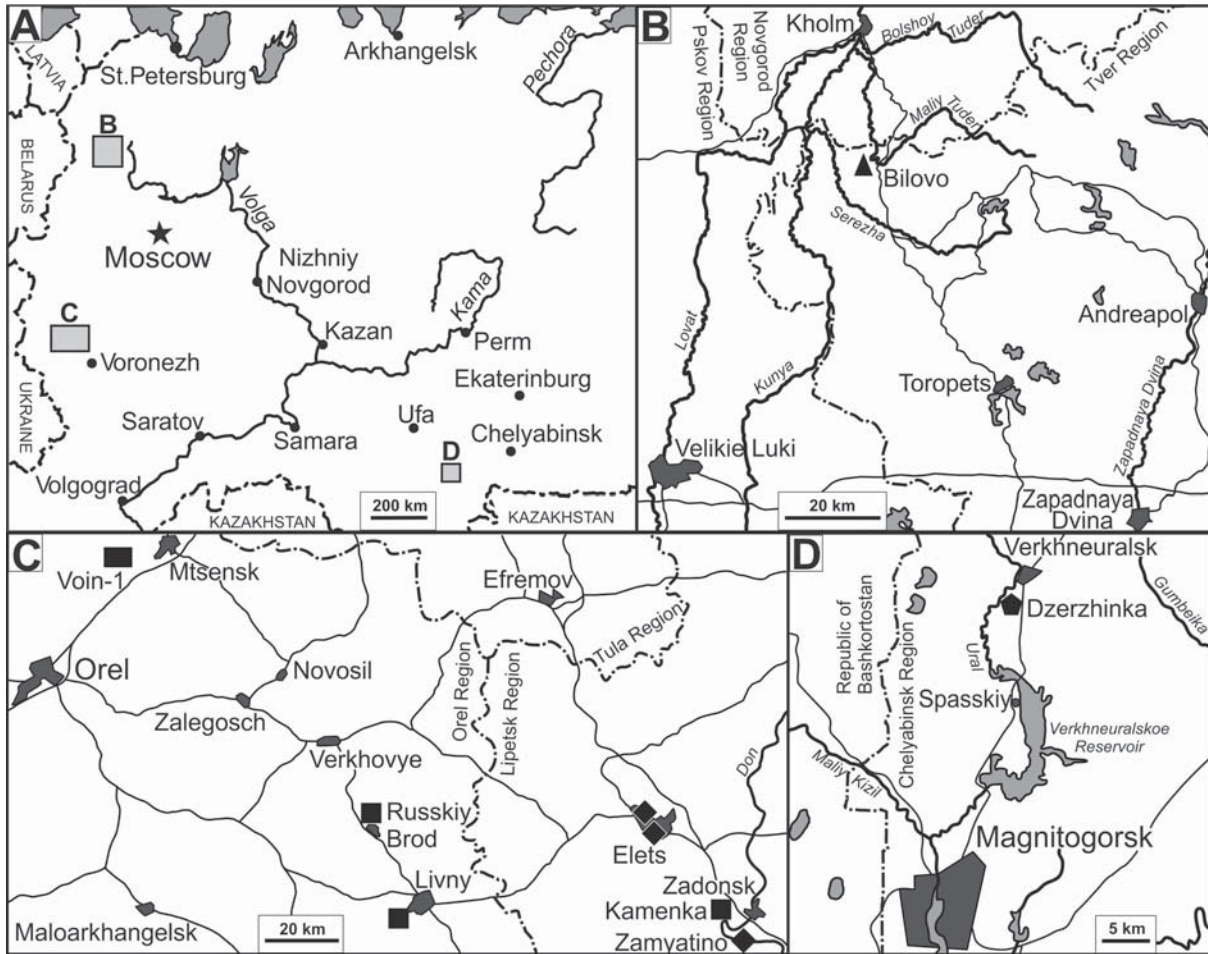 A
LATVIA
St.Petersburg
Arkhangelsk
Pechora
B
BELARUS
Volga
Moscow
Nizhniy
Novgorod
Kama
C
Kazan
Perm
Voronezh
Ekaterinburg
UKRAINE
Saratov
Samara
Ufa
Chelyabinsk
D
Volgograd
200 km
KAZAKHSTAN
KAZAKHSTAN
B
Kholm
Bolshoy
Tuder
Novgorod
Region
Pskov Region
Tver Region
Maliy
Tuder
Bilovo
Serezha
Andreapol
Lovat
Kunya
Toropets
Zapadnaya Dvina
Velikie Luki
20 km
Zapadnaya
Dvina
C
Voin-1
Mtsensk
Efremov
Tula Region
Orel
Novosil
Orel Region
Lipetsk Region
Zalegosch
Verkhovye
Don
Russkiy
Brod
Elets
Livny
Zadonsk
Kamenka
Maloarkhangelsk
20 km
Zamyatino
D
Verkhneuralsk
Gumbeika
Dzerzhinka
Republic of
Bashkortostan
Chelyabinsk Region
Ural
Spasskiy
Verkhneuralskoe
Reservoir
Maliy Kizil
Magnitogorsk
5 km